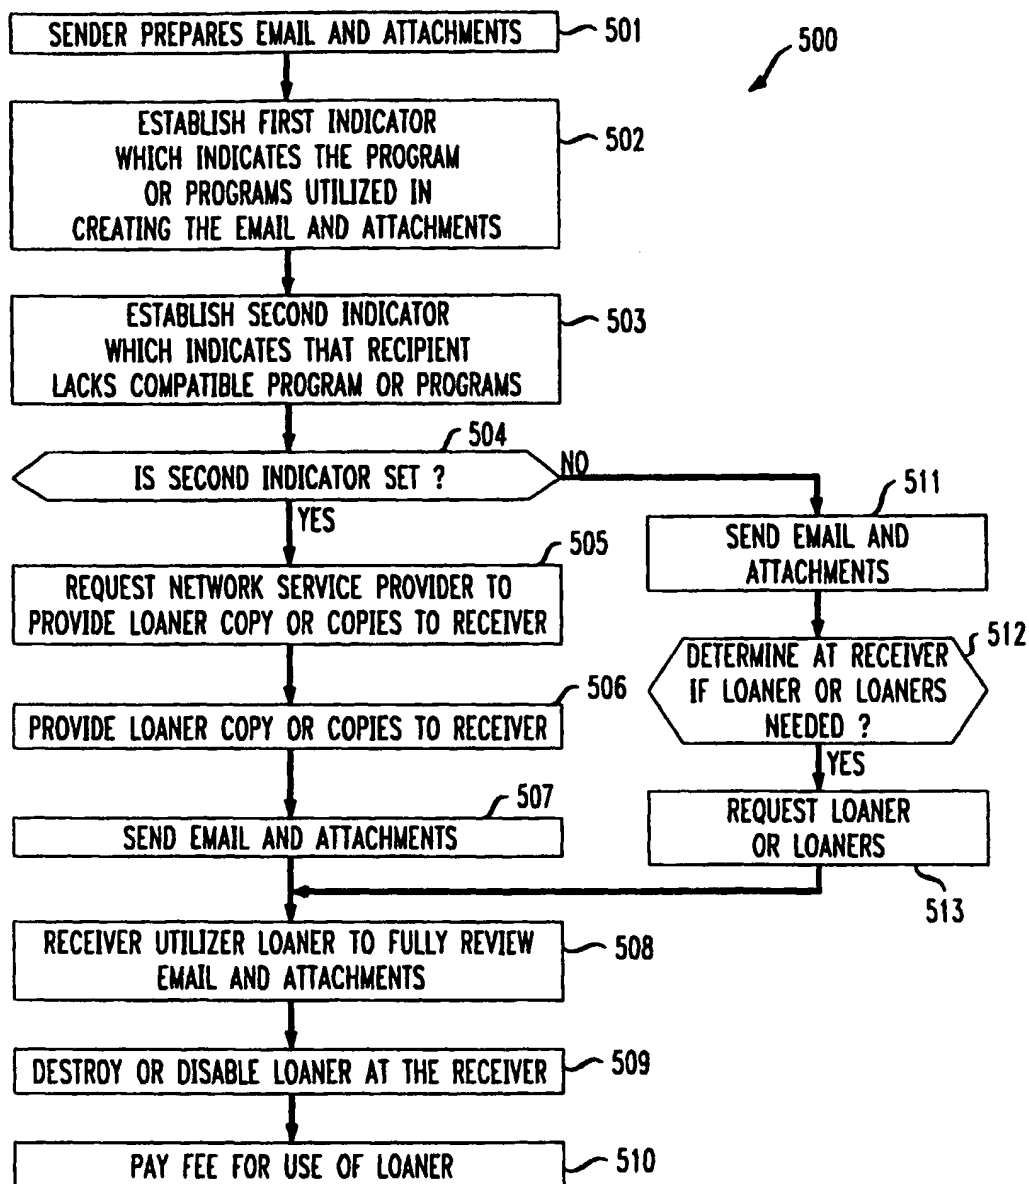 SENDER PREPARES EMAIL AND ATTACHMENTS
501
500
ESTABLISH FIRST INDICATOR
WHICH INDICATES THE PROGRAM
OR PROGRAMS UTILIZED IN
CREATING THE EMAIL AND ATTACHMENTS
502
ESTABLISH SECOND INDICATOR
WHICH INDICATES THAT RECIPIENT
LACKS COMPATIBLE PROGRAM OR PROGRAMS
503
504
IS SECOND INDICATOR SET ?
NO
YES
505
REQUEST NETWORK SERVICE PROVIDER TO
PROVIDE LOANER COPY OR COPIES TO RECEIVER
506
PROVIDE LOANER COPY OR COPIES TO RECEIVER
507
SEND EMAIL AND ATTACHMENTS
511
SEND EMAIL AND
ATTACHMENTS
512
DETERMINE AT RECEIVER
IF LOANER OR LOANERS
NEEDED ?
YES
REQUEST LOANER
OR LOANERS
513
RECEIVER UTILIZER LOANER TO FULLY REVIEW
EMAIL AND ATTACHMENTS
508
DESTROY OR DISABLE LOANER AT THE RECEIVER
509
PAY FEE FOR USE OF LOANER
510